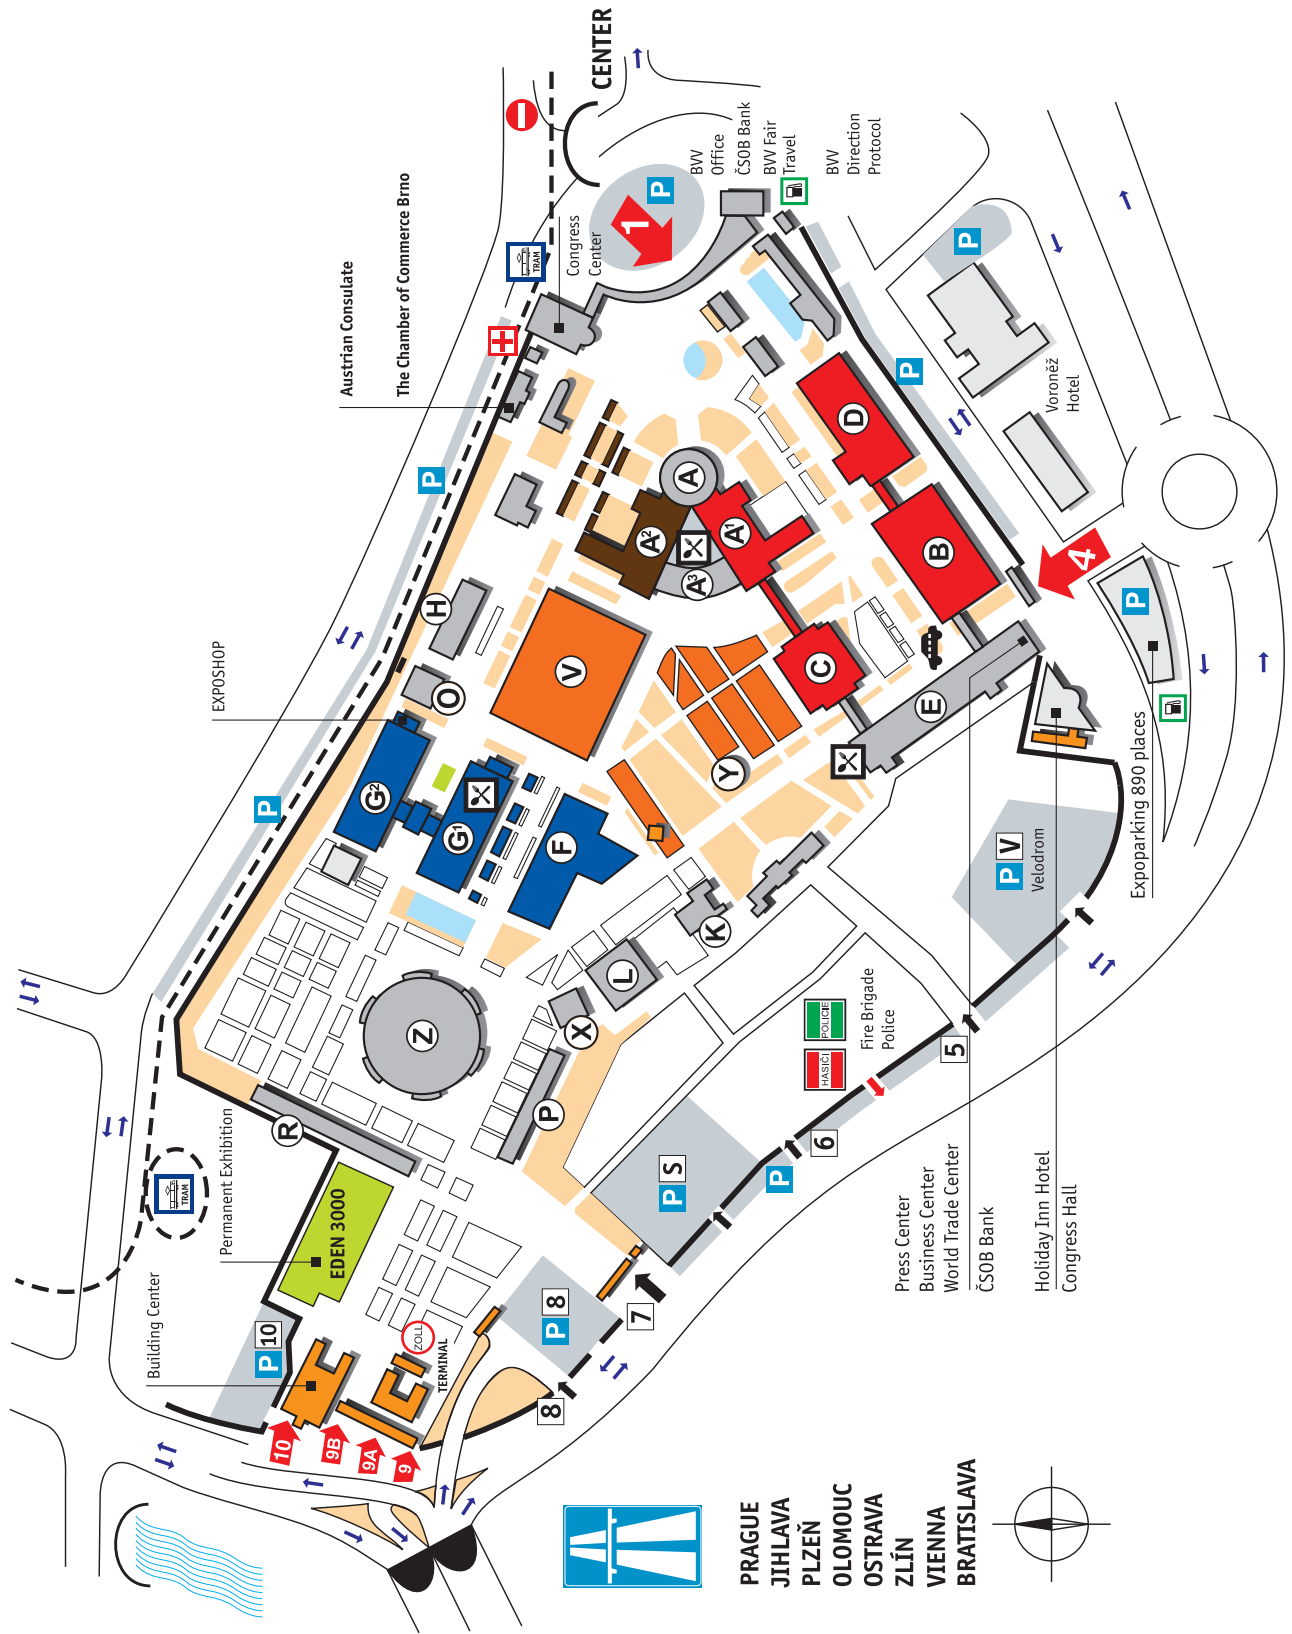 CENTER
BVV
Office
ČSOB Bank
BVV Fair
Travel
BVV
Direction
Protocol
1
P
TRAM
Congress
Center
Austrian Consulate
The Chamber of Commerce Brno
P
P
P
Voroněž
Hotel
D
A
A2
A1
A3
B
4
P
H
O
V
C
E
Y
EXPOSHOP
G2
G1
F
P
P V
Velodrom
Expoparking 890 places
K
L
X
Z
P
R
Permanent Exhibition
EDEN 3000
TRAM
POLICIE
HASIČI
Fire Brigade
Police
5
6
P
P S
Press Center
Business Center
World Trade Center
ČSOB Bank
Holiday Inn Hotel
Congress Hall
Building Center
P 10
P 8
7
8
ZOLL
TERMINAL
10
9B
9A
9
PRAGUE
JIHLAVA
PLZEŇ
OLOMOUC
OSTRAVA
ZLÍN
VIENNA
BRATISLAVA